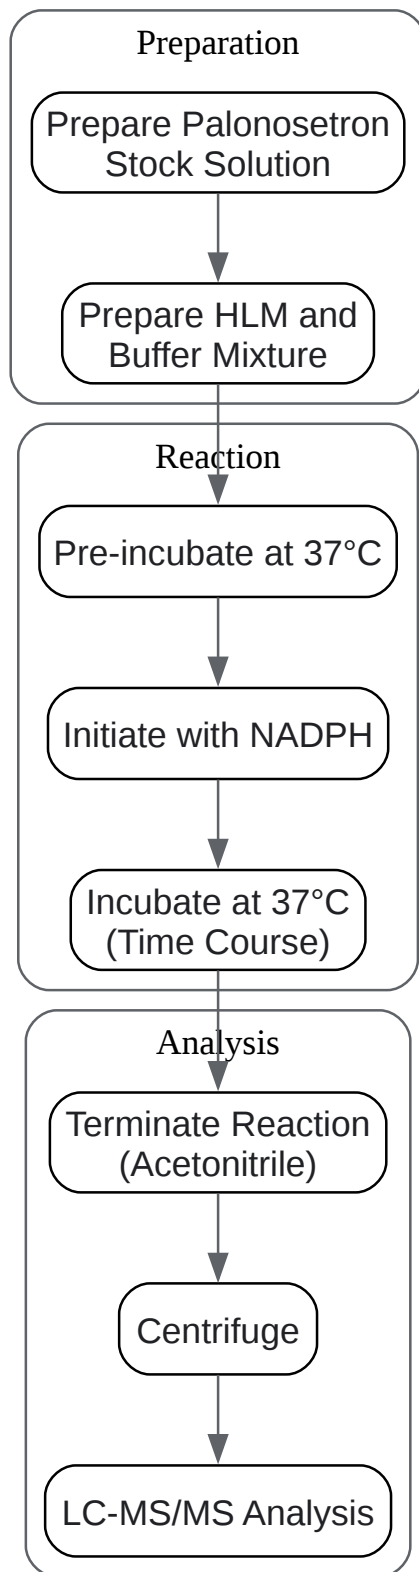 Preparation
Prepare Palonosetron
Stock Solution
Prepare HLM and
Buffer Mixture
Reaction
Pre-incubate at 37°C
Initiate with NADPH
Incubate at 37°C
(Time Course)
Analysis
Terminate Reaction
(Acetonitrile)
Centrifuge
LC-MS/MS Analysis